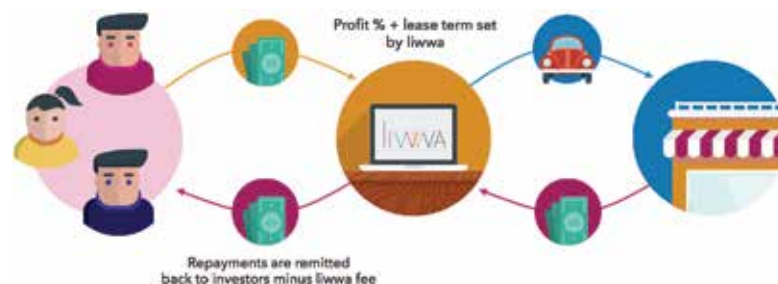 Profit % + lease term set
by liwwa
liwwa
Repayments are remitted
back to investors minus liwwa fee